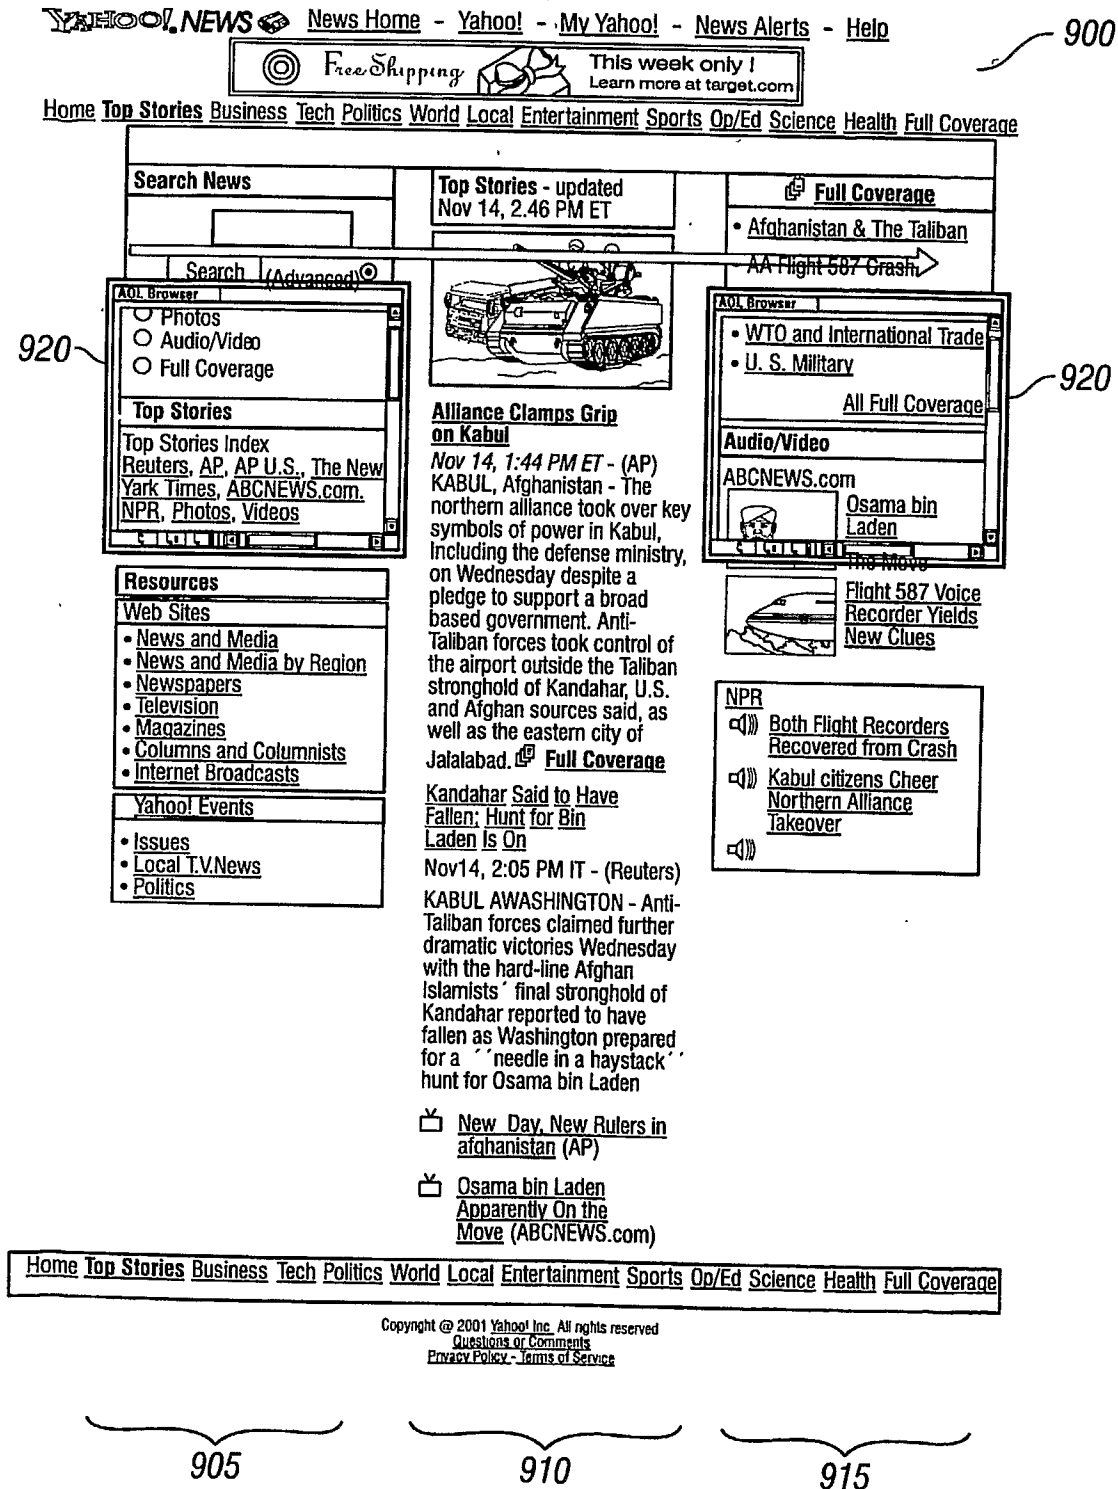 YAHOO!. NEWS News Home - Yahoo! - My Yahoo! - News Alerts - Help
900
Free Shipping
This week only !
Learn more at target.com
Home Top Stories Business Tech Politics World Local Entertainment Sports Op/Ed Science Health Full Coverage
Search News
Search (Advanced)
AOL Browser
Photos
Audio/Video
Full Coverage
920
Top Stories
Top Stories Index
Reuters, AP, AP U.S., The New
Yark Times, ABCNEWS.com.
NPR, Photos, Videos
Resources
Web Sites
• News and Media
• News and Media by Region
• Newspapers
• Television
• Magazines
• Columns and Columnists
• Internet Broadcasts
Yahoo! Events
• Issues
• Local T.V.News
• Politics
Top Stories - updated
Nov 14, 2.46 PM ET
Alliance Clamps Grip
on Kabul
Nov 14, 1:44 PM ET - (AP)
KABUL, Afghanistan - The
northern alliance took over key
symbols of power in Kabul,
including the defense ministry,
on Wednesday despite a
pledge to support a broad
based government. Anti-
Taliban forces took control of
the airport outside the Taliban
stronghold of Kandahar, U.S.
and Afghan sources said, as
well as the eastern city of
Jalalabad. Full Coverage
Kandahar Said to Have
Fallen; Hunt for Bin
Laden Is On
Nov14, 2:05 PM IT - (Reuters)
KABUL AWASHINGTON - Anti-
Taliban forces claimed further
dramatic victories Wednesday
with the hard-line Afghan
Islamists´ final stronghold of
Kandahar reported to have
fallen as Washington prepared
for a ´´needle in a haystack´´
hunt for Osama bin Laden
New Day, New Rulers in
afghanistan (AP)
Osama bin Laden
Apparently On the
Move (ABCNEWS.com)
Full Coverage
• Afghanistan & The Taliban
• AA Flight 587 Crash
AOL Browser
• WTO and International Trade
• U. S. Military
All Full Coverage
920
Audio/Video
ABCNEWS.com
Osama bin
Laden
The Move
Flight 587 Voice
Recorder Yields
New Clues
NPR
Both Flight Recorders
Recovered from Crash
Kabul citizens Cheer
Northern Alliance
Takeover
Home Top Stories Business Tech Politics World Local Entertainment Sports Op/Ed Science Health Full Coverage
Copyright @ 2001 Yahoo! Inc All rights reserved
Questions or Comments
Privacy Policy - Terms of Service
905
910
915